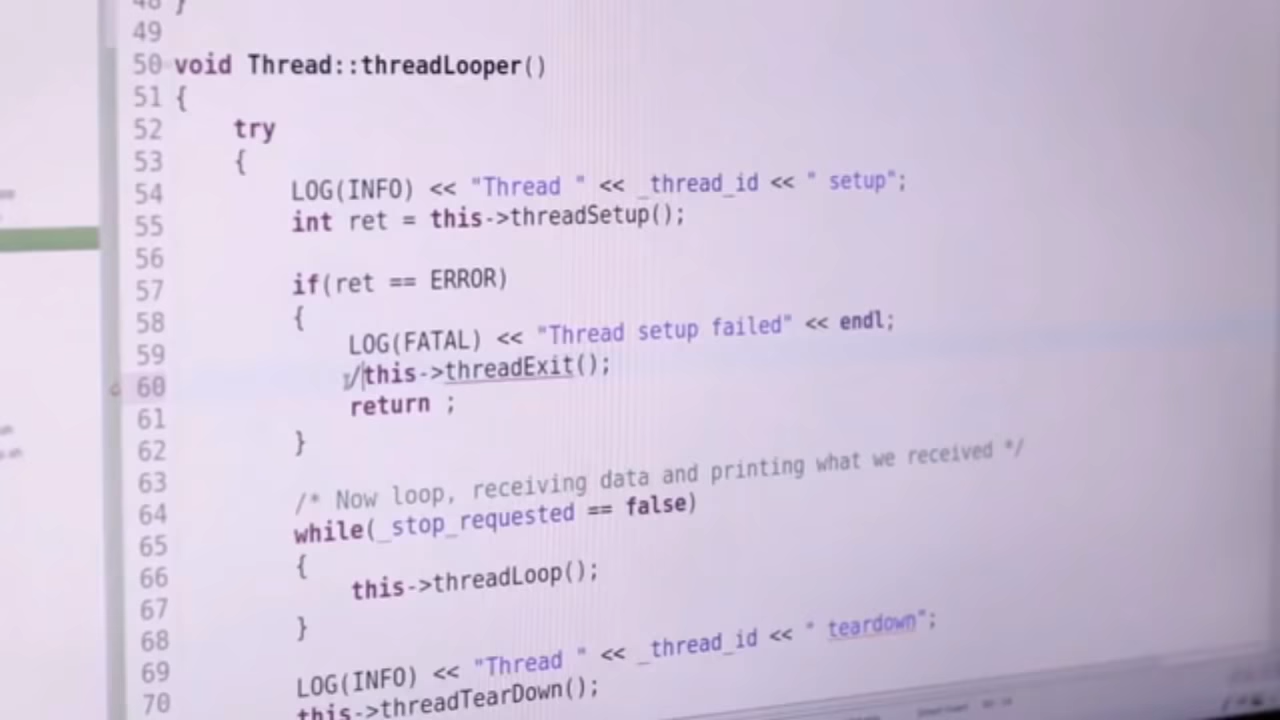 48 }
49
50 void Thread::threadLooper()
51 {
52 try
53 {
54 LOG(INFO) << "Thread " << _thread_id << " setup";
55 int ret = this->threadSetup();
56
57 if(ret == ERROR)
58 {
59 LOG(FATAL) << "Thread setup failed" << endl;
60 /this->threadExit();
61 return ;
62 }
63
64 /* Now loop, receiving data and printing what we received */
65 while(_stop_requested == false)
66 {
67 this->threadLoop();
68 }
69 LOG(INFO) << "Thread " << _thread_id << " teardown";
70 this->threadTearDown();